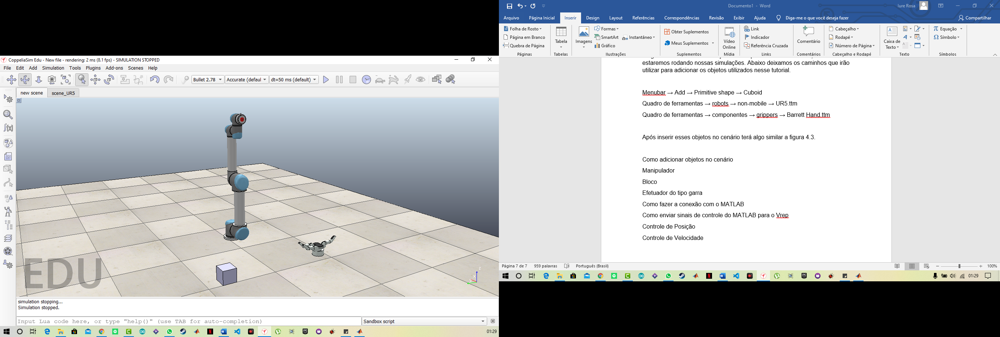 CoppeliaSim Edu - New file - rendering: 2 ms (8.1 fps) - SIMULATION STOPPED
File Edit Add Simulation Tools Plugins Add-ons Scenes Help
Bullet 2.78 Accurate (defaul dt=50 ms (default)
new scene scene_UR5
f(x)
EDU
z
x
simulation stopping...
Simulation stopped.
Input Lua code here, or type "help()" (use TAB for auto-completion) Sandbox script
01:29
Documento1 - Word Iure Rosa
Arquivo Página Inicial Inserir Design Layout Referências Correspondências Revisão Exibir Ajuda Diga-me o que você deseja fazer Compartilhar
Folha de Rosto
Página em Branco
Quebra de Página
Páginas
Tabela
Tabelas
Imagens
Formas
SmartArt
Gráfico
Instantâneo
Ilustrações
Obter Suplementos
Meus Suplementos
Suplementos
Vídeo
Online
Mídia
Link
Indicador
Referência Cruzada
Links
Comentário
Comentários
Cabeçalho
Rodapé
Número de Página
Cabeçalho e Rodapé
Caixa de
Texto
Texto
Equação
Símbolo
Símbolos
estaremos rodando nossas simulações. Abaixo deixamos os caminhos que irão
utilizar para adicionar os objetos utilizados nesse tutorial.
Menubar → Add → Primitive shape → Cuboid
Quadro de ferramentas → robots → non-mobile → UR5.ttm
Quadro de ferramentas → componentes → grippers → Barrett Hand.ttm
Após inserir esses objetos no cenário terá algo similar a figura 4.3.
Como adicionar objetos no cenário
Manipulador
Bloco
Efetuador do tipo garra
Como fazer a conexão com o MATLAB
Como enviar sinais de controle do MATLAB para o Vrep
Controle de Posição
Controle de Velocidade
Página 7 de 7 959 palavras Português (Brasil) 100%
01:29